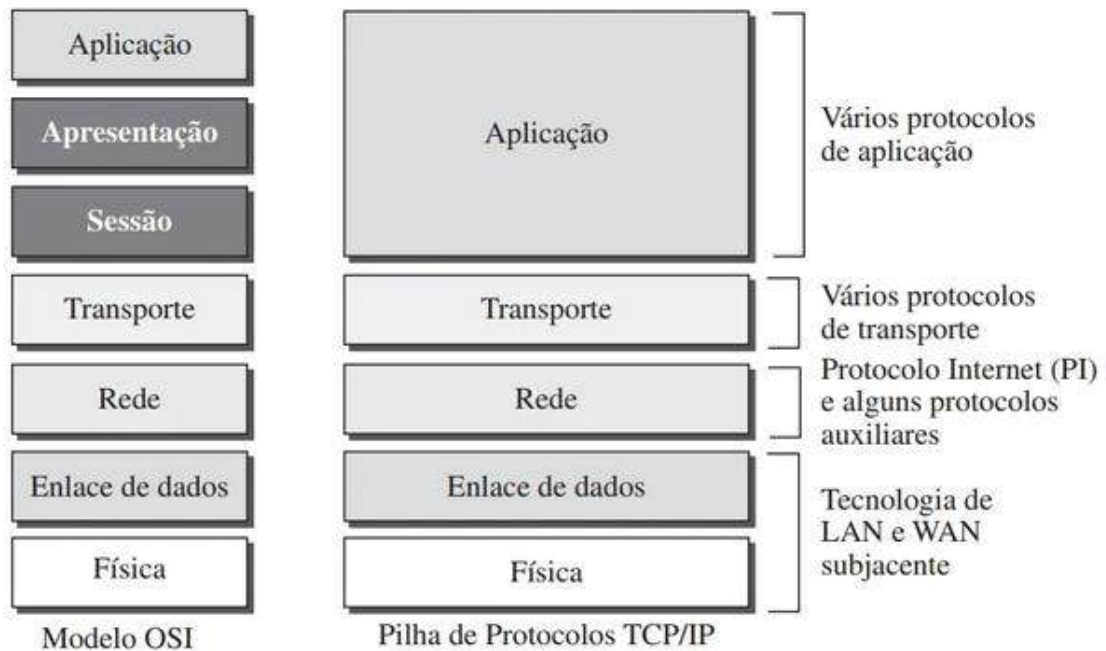 Aplicação
Apresentação
Sessão
Transporte
Rede
Enlace de dados
Física
Modelo OSI
Aplicação
Transporte
Rede
Enlace de dados
Física
Pilha de Protocolos TCP/IP
Vários protocolos
de aplicação
Vários protocolos
de transporte
Protocolo Internet (PI)
e alguns protocolos
auxiliares
Tecnologia de
LAN e WAN
subjacente